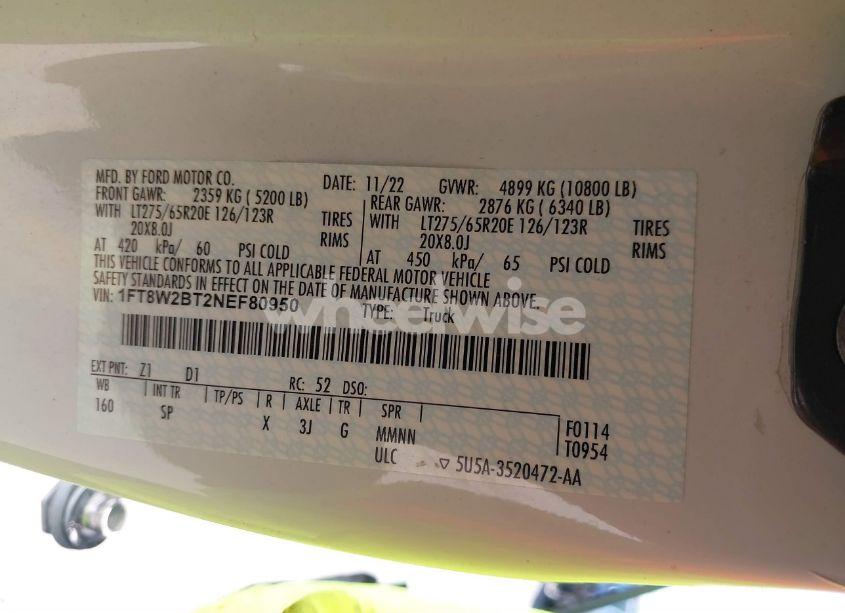 MFD. BY FORD MOTOR CO.
DATE: 11/22 GVWR: 4899 KG (10800 LB)
FRONT GAWR: 2359 KG ( 5200 LB)
WITH LT275/65R20E 126/123R TIRES
20X8.0J RIMS
AT 420 kPa/ 60 PSI COLD
REAR GAWR: 2876 KG ( 6340 LB)
WITH LT275/65R20E 126/123R TIRES
20X8.0J RIMS
AT 450 kPa/ 65 PSI COLD
THIS VEHICLE CONFORMS TO ALL APPLICABLE FEDERAL MOTOR VEHICLE
SAFETY STANDARDS IN EFFECT ON THE DATE OF MANUFACTURE SHOWN ABOVE.
VIN: 1FT8W2BT2NEF80950 TYPE: Truck
wheelwise
EXT PNT: Z1 D1 RC: 52 DSO:
WB INT TR TP/PS R AXLE TR SPR
160 SP X 3J G MMNN F0114
ULC 5U5A-3520472-AA T0954